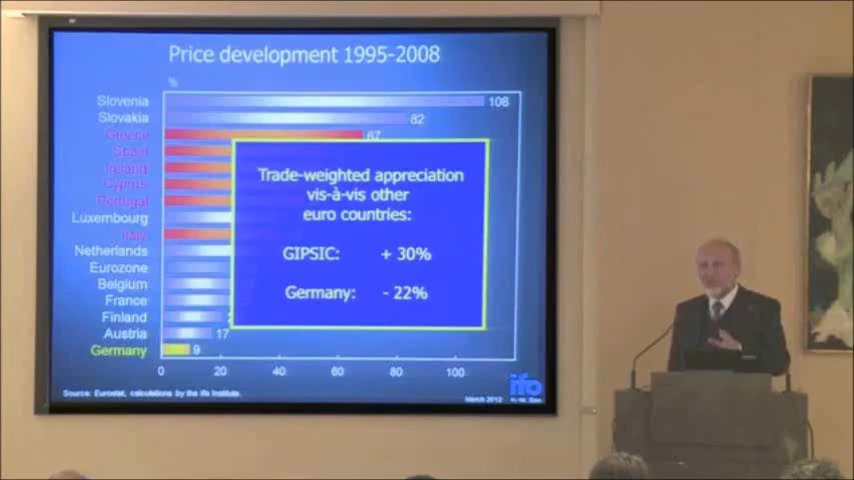 Price development 1995-2008
%
Slovenia 108
Slovakia 82
Greece 67
Spain
Ireland
Cyprus
Portugal
Luxembourg
Italy
Netherlands
Eurozone
Belgium
France
Finland
Austria 17
Germany 9
0 20 40 60 80 100
Trade-weighted appreciation
vis-à-vis other
euro countries:
GIPSIC: + 30%
Germany: - 22%
Source: Eurostat, calculations by the ifo Institute.
March 2012
ifo
H.-W. Sinn